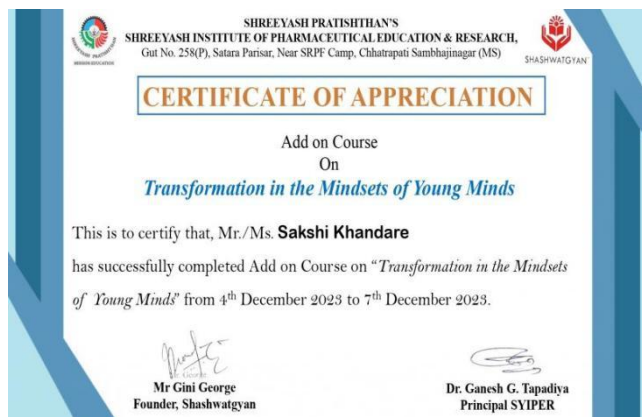 SHREEYASH PRATISHTHAN'S
SHREEYASH INSTITUTE OF PHARMACEUTICAL EDUCATION & RESEARCH,
Gut No. 258(P), Satara Parisar, Near SRPF Camp, Chhatrapati Sambhajinagar (MS)
SHASHWATGYAN
CERTIFICATE OF APPRECIATION
Add on Course
On
Transformation in the Mindsets of Young Minds
This is to certify that, Mr./Ms. Sakshi Khandare
has successfully completed Add on Course on “Transformation in the Mindsets
of Young Minds” from 4th December 2023 to 7th December 2023.
Mr Gini George
Founder, Shashwatgyan
Dr. Ganesh G. Tapadiya
Principal SYIPER